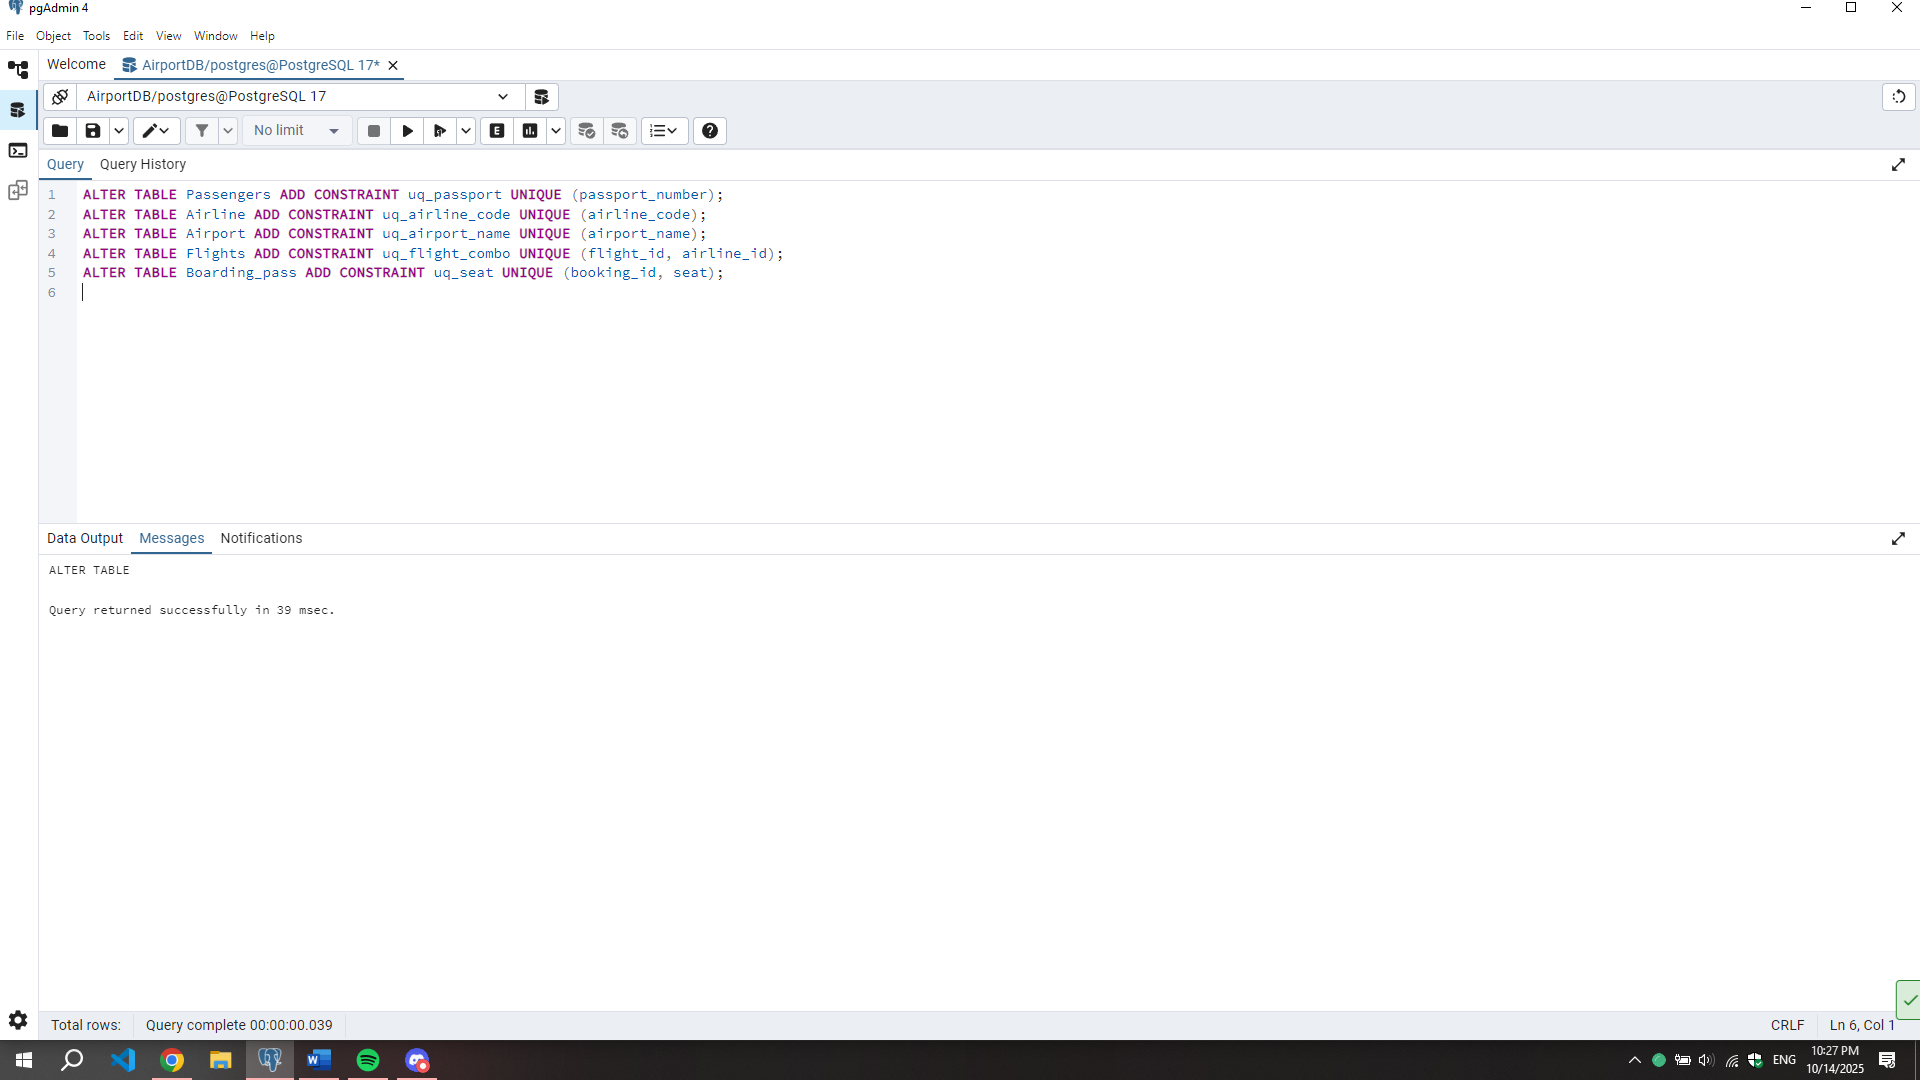 pgAdmin 4
File Object Tools Edit View Window Help
Welcome AirportDB/postgres@PostgreSQL 17*
AirportDB/postgres@PostgreSQL 17
No limit E
Query Query History
1 ALTER TABLE Passengers ADD CONSTRAINT uq_passport UNIQUE (passport_number);
2 ALTER TABLE Airline ADD CONSTRAINT uq_airline_code UNIQUE (airline_code);
3 ALTER TABLE Airport ADD CONSTRAINT uq_airport_name UNIQUE (airport_name);
4 ALTER TABLE Flights ADD CONSTRAINT uq_flight_combo UNIQUE (flight_id, airline_id);
5 ALTER TABLE Boarding_pass ADD CONSTRAINT uq_seat UNIQUE (booking_id, seat);
6
Data Output Messages Notifications
ALTER TABLE
Query returned successfully in 39 msec.
Total rows: Query complete 00:00:00.039 CRLF Ln 6, Col 1
ENG 10:27 PM
10/14/2025